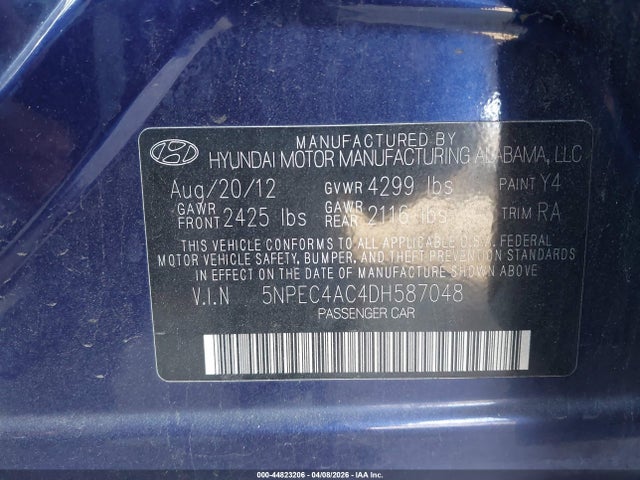 MANUFACTURED BY
HYUNDAI MOTOR MANUFACTURING ALABAMA, LLC
Aug/20/12 GVWR 4299 lbs PAINT Y4
GAWR FRONT 2425 lbs GAWR REAR 2116 lbs TRIM RA
THIS VEHICLE CONFORMS TO ALL APPLICABLE U.S.A. FEDERAL
MOTOR VEHICLE SAFETY, BUMPER, AND THEFT PREVENTION STANDARDS
IN EFFECT ON THE DATE OF MANUFACTURE SHOWN ABOVE
V.I.N 5NPEC4AC4DH587048
PASSENGER CAR
000-44823206 - 04/08/2026 - IAA Inc.